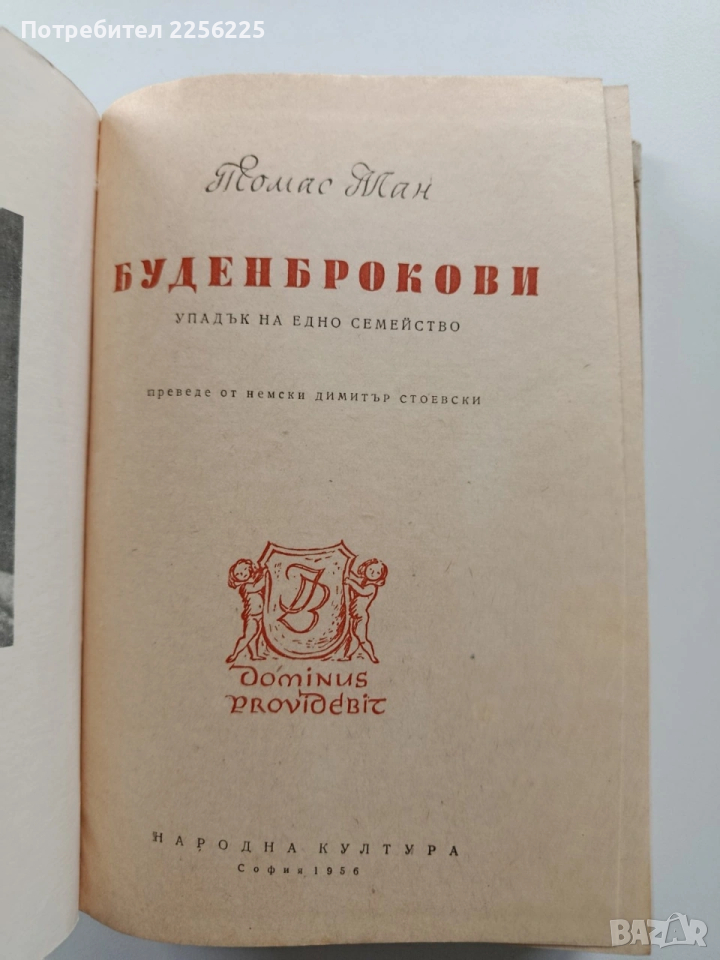 Потребител 2256225
Томас Ман
БУДЕНБРОКОВИ
УПАДЪК НА ЕДНО СЕМЕЙСТВО
преведе от немски ДИМИТЪР СТОЕВСКИ
DOMINUS
PROVIDEBIT
НАРОДНА КУЛТУРА
София 1956
BAZAR